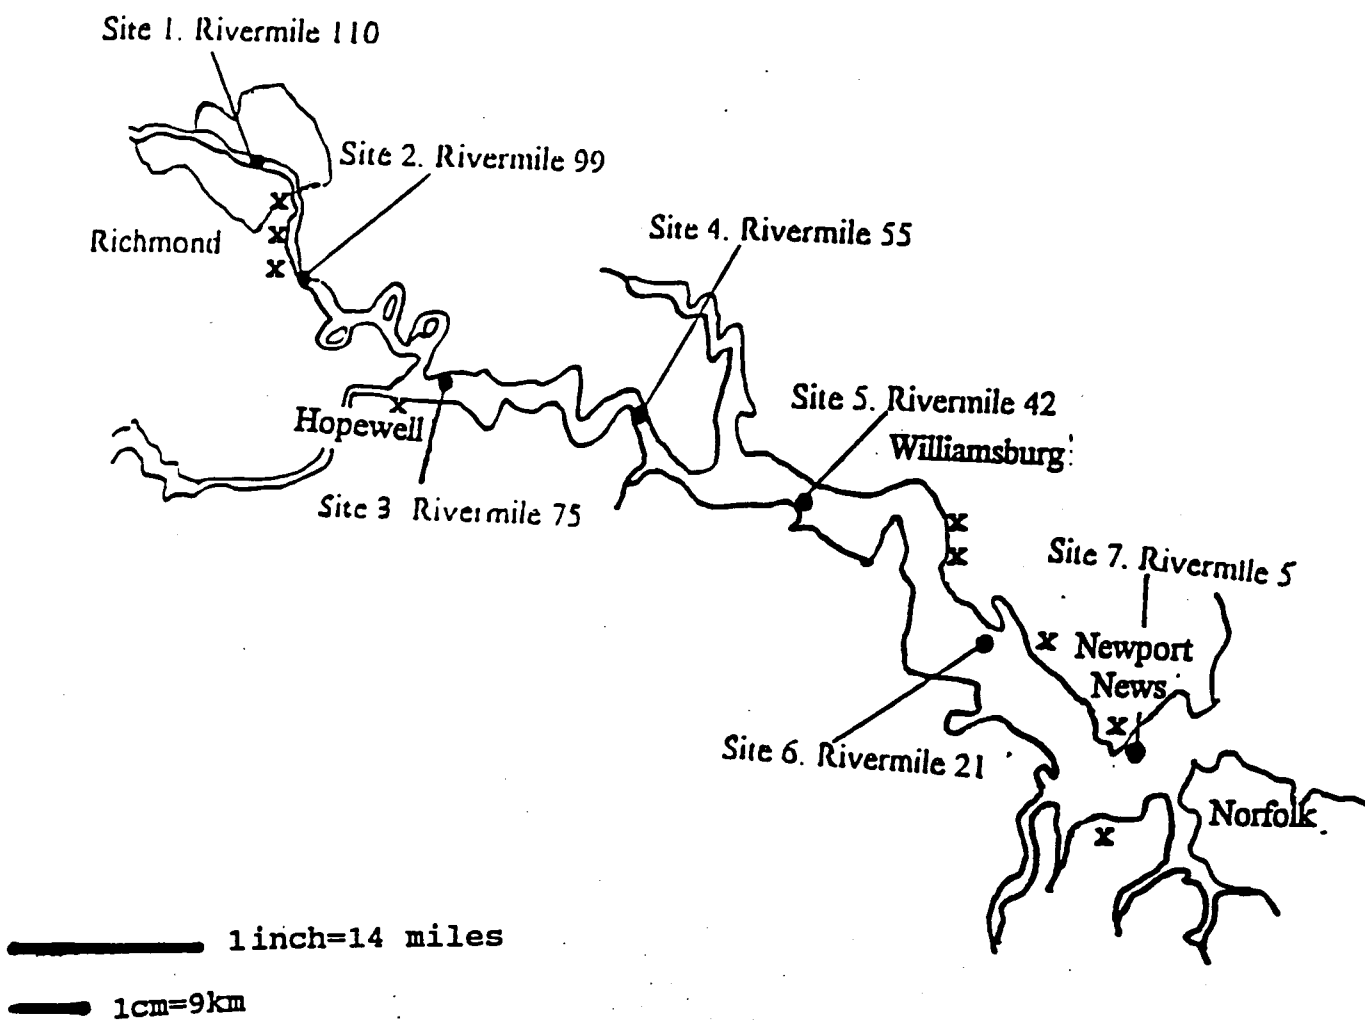 Site 1. Rivermile 110
Site 2. Rivermile 99
x
Site 4. Rivermile 55
Richmond
x
x
Site 5. Rivermile 42
x
Hopewell
Williamsburg
Site 3 Rivermile 75
x
x
Site 7. Rivermile 5
x
Newport
News
x
Site 6. Rivermile 21
Norfolk
x
1inch=14 miles
1cm=9km